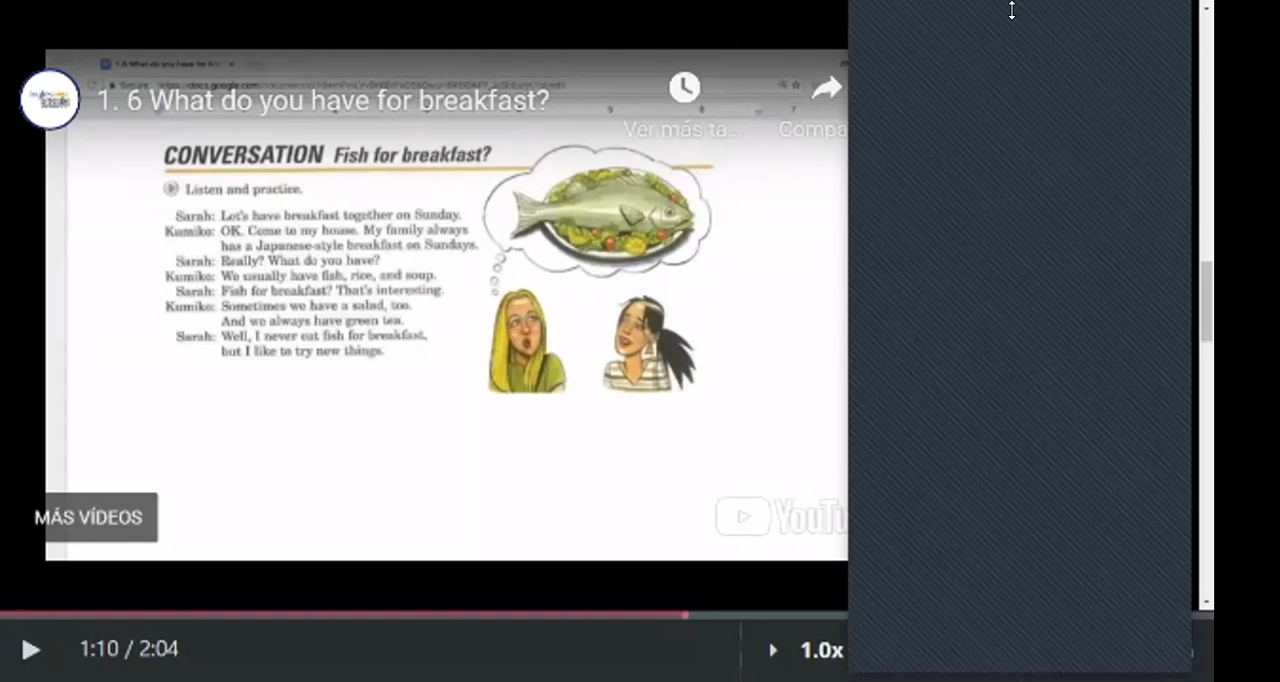 1. 6 What do you have for breakfast?
Ver más ta...
Compa
CONVERSATION Fish for breakfast?
Listen and practice.
Sarah: Let's have breakfast together on Sunday.
Kumiko: OK. Come to my house. My family always
has a Japanese-style breakfast on Sundays.
Sarah: Really? What do you have?
Kumiko: We usually have fish, rice, and soup.
Sarah: Fish for breakfast? That's interesting.
Kumiko: Sometimes we have a salad, too.
And we always have green tea.
Sarah: Well, I never eat fish for breakfast,
but I like to try new things.
MÁS VÍDEOS
YouTu
1:10 / 2:04
1.0x